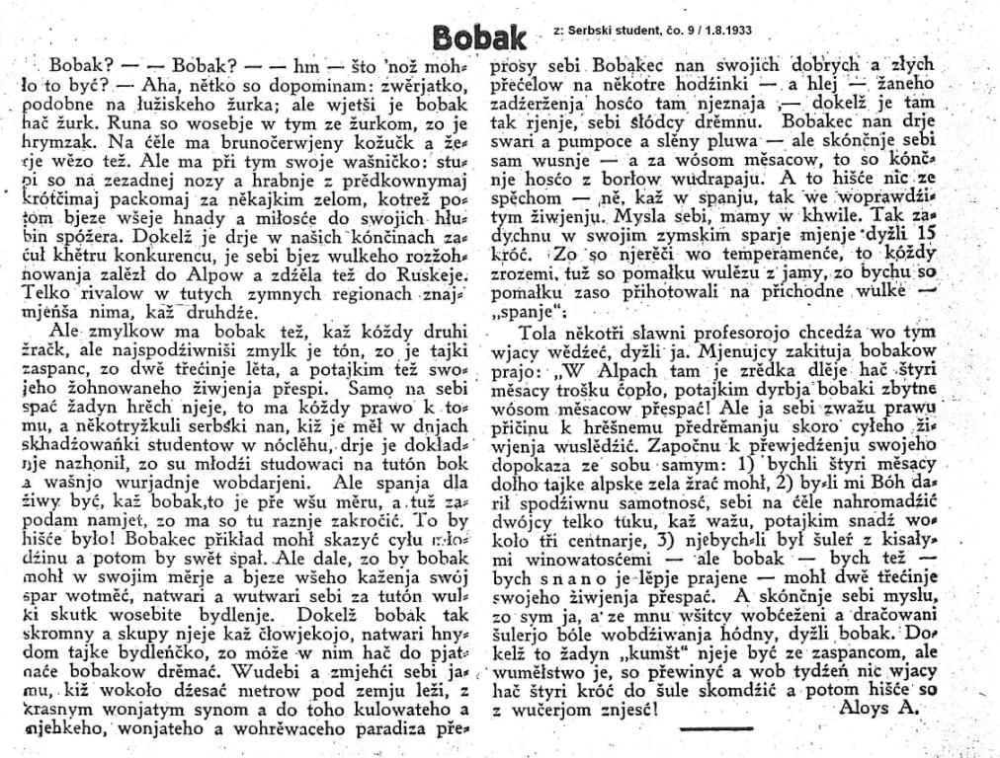 Bobak
z: Serbski student, čo. 9 / 1.8.1933
Bobak? — — Bobak? — — hm — što 'nož moh-
ło to być? — Aha, nětko so dopominam: zwěrjatko,
podobne na łužiskeho žurka; ale wjetši je bobak
hač žurk. Runa so wosebje w tym ze žurkom, zo je
hrymzak. Na ćěle ma brunočerwjeny kožučk a že-
rje wězo tež. Ale ma při tym swoje wašničko: stu-
pi so na zezadnej nozy a hrabnje z prědkownymaj
krótčimaj packomaj za někajkim zelom, kotrež po-
tom bjeze wšeje hnady a miłosće do swojich hłu-
bin spóžera. Dokelž je drje w našich kónčinach za-
čuł khětru konkurencu, je sebi bjez wulkeho rozžoh-
nowanja zalězł do Alpow a zdźěla tež do Ruskeje.
Telko rivalow w tutych zymnych regionach znaj-
mjeńša nima, kaž druhdźe.
Ale zmylkow ma bobak tež, kaž kóždy druhi
žračk, ale najspodźiwniši zmylk je tón, zo je tajki
zaspanc, zo dwě třećinje lěta, a potajkim tež swo-
jeho žohnowaneho žiwjenja přespi. Samo na sebi
spać žadyn hrěch njeje, to ma kóždy prawo k to-
mu, a někotryžkuli serbski nan, kiž je měł w dnjach
skhadźowańki studentow w nóclěhu, drje je dokład-
nje nazhonił, zo su młodźi studowaci na tutón bok
a wašnjo wurjadnje wobdarjeni. Ale spanja dla
žiwy być, kaž bobak,to je pře wšu měru, a tuž za-
podam namjet, zo ma so tu raznje zakročić. To by
hišće było! Bobakec přikład mohł skazyć cyłu mło-
dźinu a potom by swět spał. Ale dale, zo by bobak
mohł w swojim měrje a bjeze wšeho kaženja swój
spar wotměć, natwari a wutwari sebi za tutón wul-
ki skutk wosebite bydlenje. Dokelž bobak tak
skromny a skupy njeje kaž čłowjekojo, natwari hny-
dom tajke bydleńčko, zo móže w nim hač do pjat-
naće bobakow drěmać. Wudebi a zmjehči sebi ja-
mu, kiž wokoło dźesać metrow pod zemju leži, z
krasnym wonjatym synom a do toho kulowateho a
mjehkeho, wonjateho a wohrěwaceho paradiza pře-
prosy sebi Bobakec nan swojich dobrych a złych
přećelow na někotre hodźinki — a hlej — žaneho
zadźerženja hosćo tam njeznaja — dokelž je tam
tak rjenje, sebi słódcy drěmnu. Bobakec nan drje
swari a pumpoce a slěny pluwa — ale skónčnje sebi
sam wusnje — a za wósom měsacow, to so kónč-
nje hosćo z borłow wudrapaju. A to hišće nic ze
spěchom — ně, kaž w spanju, tak we woprawdźi-
tym žiwjenju. Mysla sebi, mamy w khwile. Tak za-
dychnu w swojim zymskim sparje mjenje dyžli 15
króć. Zo so njerěči wo temperamenće, to kóždy
zrozemi, tuž so pomałku wulězu z jamy, zo bychu so
pomałku zaso přihotowali na přichodne wulke —
„spanje“:
Tola někotři sławni profesorojo chcedźa wo tym
wjacy wědźeć, dyžli ja. Mjenujcy zakituja bobakow
prajo: „W Alpach tam je zrědka dlěje hač štyri
měsacy trošku ćopło, potajkim dyrbja bobaki zbytne
wósom měsacow přespać! Ale ja sebi zwažu prawu
přičinu k hrěšnemu předrěmanju skoro cyłeho ži-
wjenja wuslědźić. Započnu k přewjedźenju swojeho
dopokaza ze sobu samym: 1) bychli štyri měsacy
dołho tajke alpske zela žrać mohł, 2) by-li mi Bóh da-
rił spodźiwnu samotnosć, sebi na ćěle nahromadźić
dwójcy telko tuku, kaž wažu, potajkim snadź wo-
koło tři centnarje, 3) njebych-li był šuleŕ z kisały-
mi winowatosćemi — ale bobak — bych tež —
bych s n a n o je lěpje prajene — mohł dwě třećinje
swojeho žiwjenja přespać. A skónčnje sebi mysłu,
zo sym ja, a ze mnu wšitcy wobćeženi a dračowani
šulerjo bóle wobdźiwanja hódny, dyžli bobak. Do-
kelž to žadyn „kumšt“ njeje być ze zaspancom, ale
wumělstwo je, so přewinyć a wob tydźeń nic wjacy
hač štyri króć do šule skomdźić a potom hišće so
z wučerjom znjesć!
Aloys A.